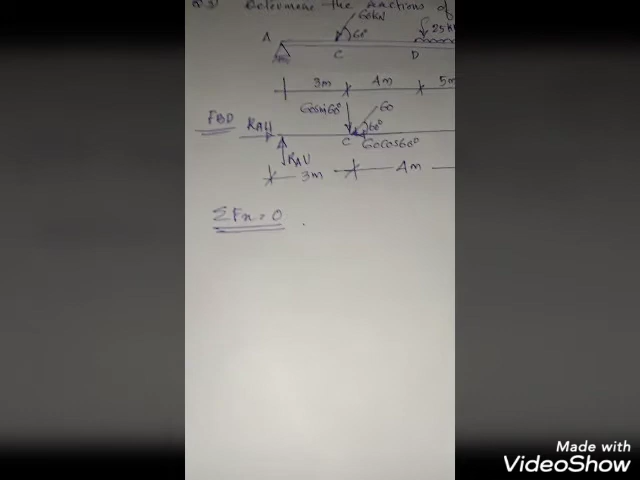 Determine the reactions of
60kN
60°
25K
A
C
D
3m 4m 5m
60sin60° 60
FBD RAH 60°
C 60cos60°
RAV
3m 4m
ΣFx = 0
Made with
VideoShow